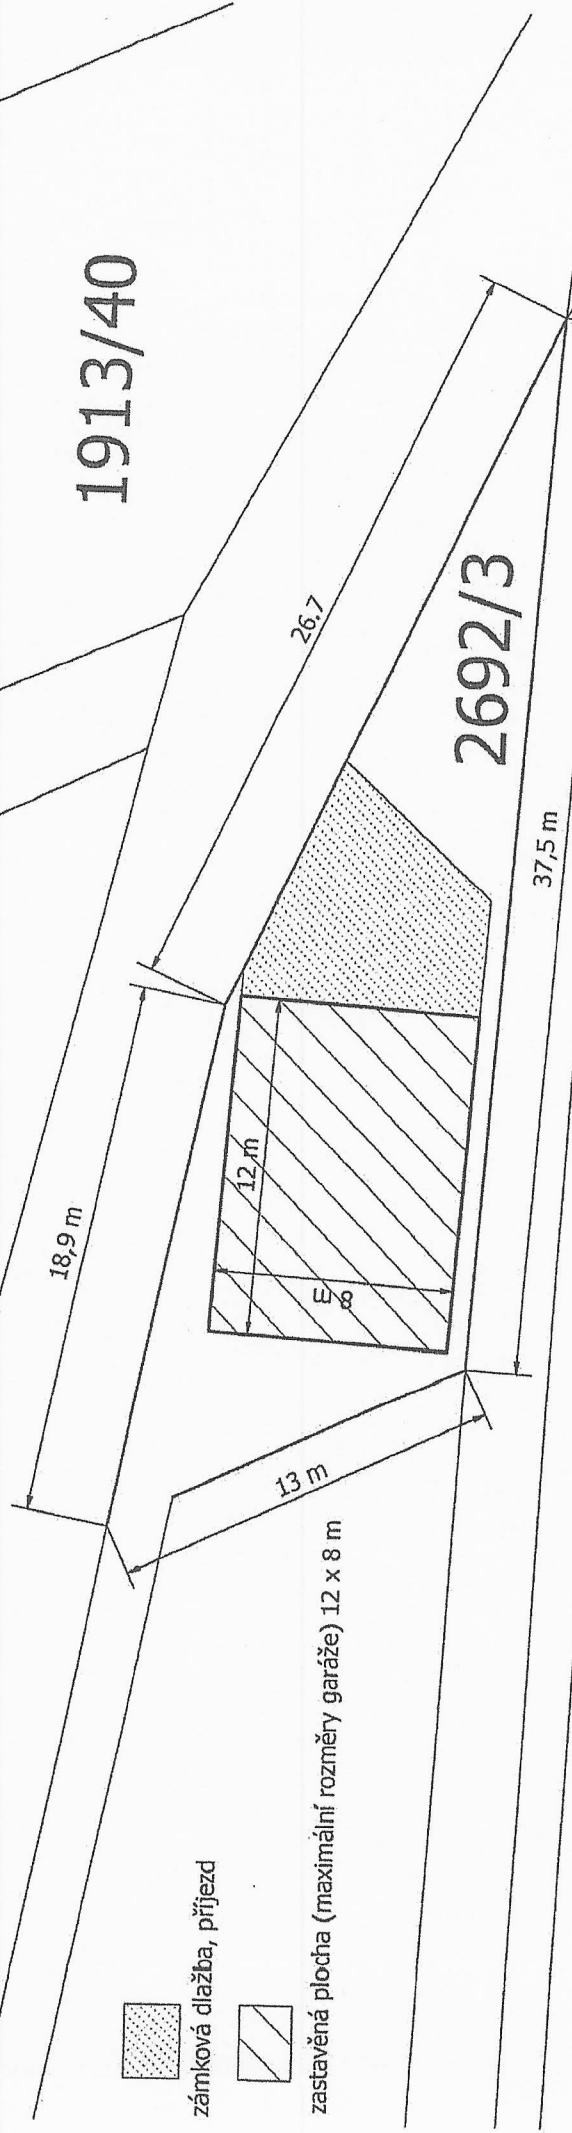 1913/40
26,7
2692/3
37,5 m
18,9 m
12 m
8 m
13 m
zámková dlažba, příjezd
zastavěná plocha (maximální rozměry garáže) 12 x 8 m